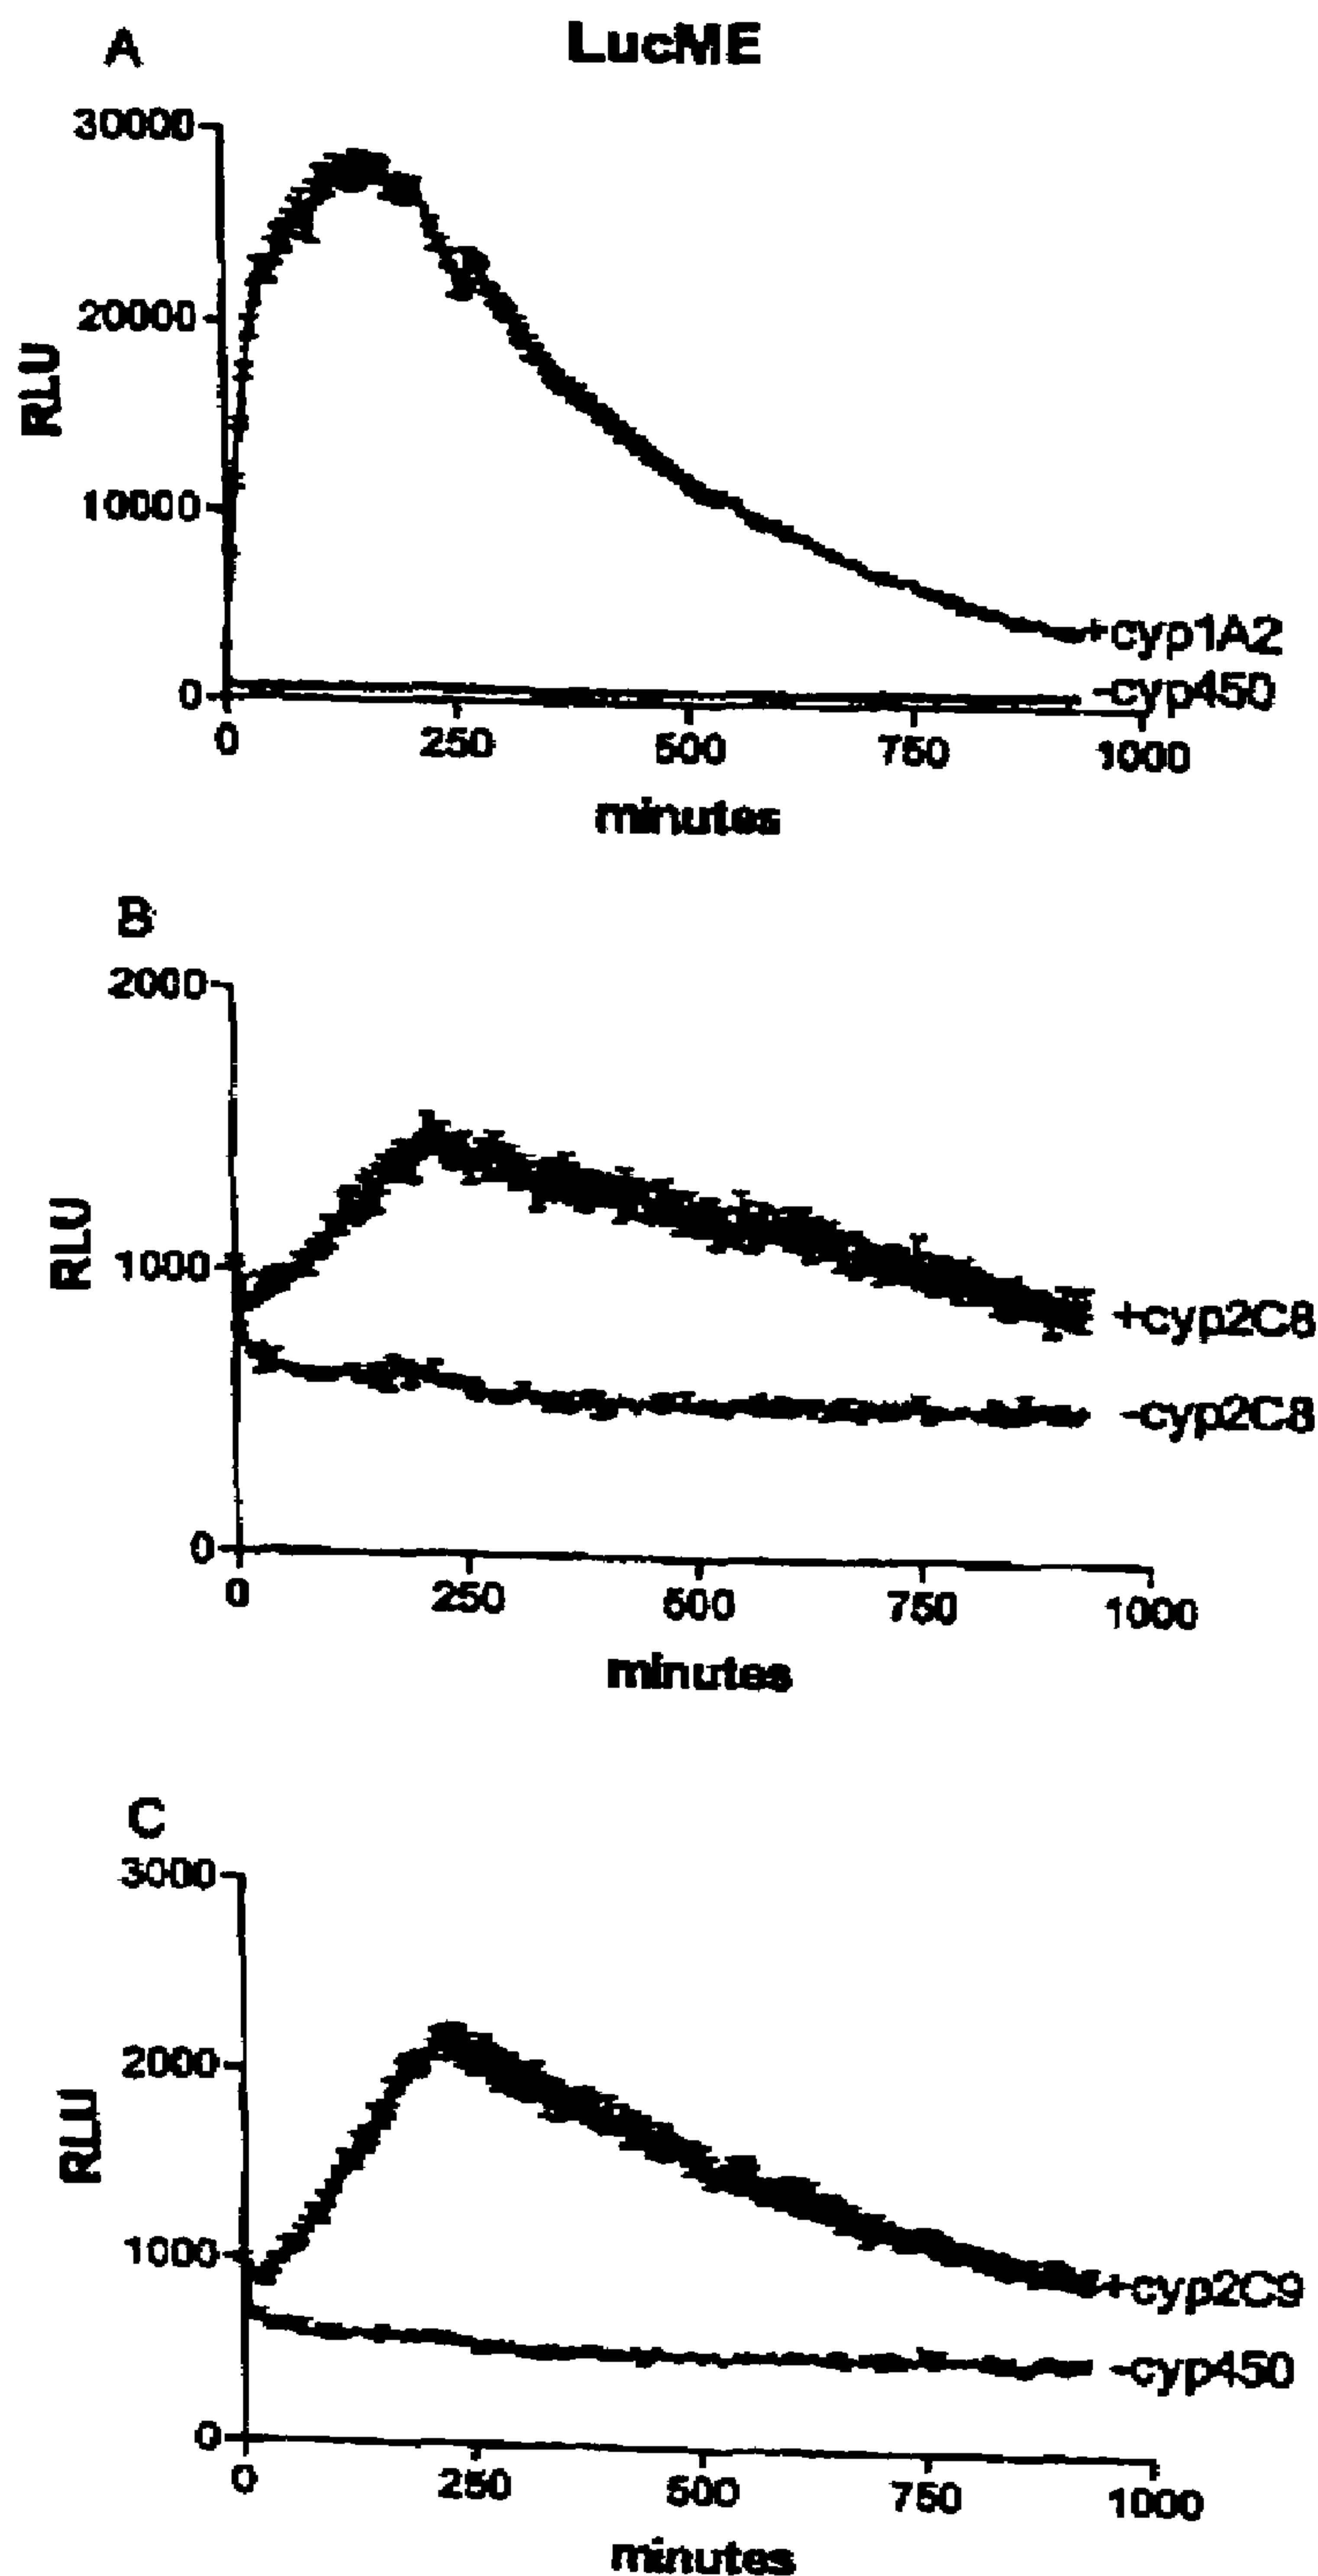 A
LucME
30000
20000
10000
0
RLU
+cyp1A2
-cyp450
0 250 500 750 1000
minutes
B
2000
1000
0
RLU
+cyp2C8
-cyp2C8
0 250 500 750 1000
minutes
C
3000
2000
1000
0
RLU
+cyp2C9
-cyp450
0 250 500 750 1000
minutes